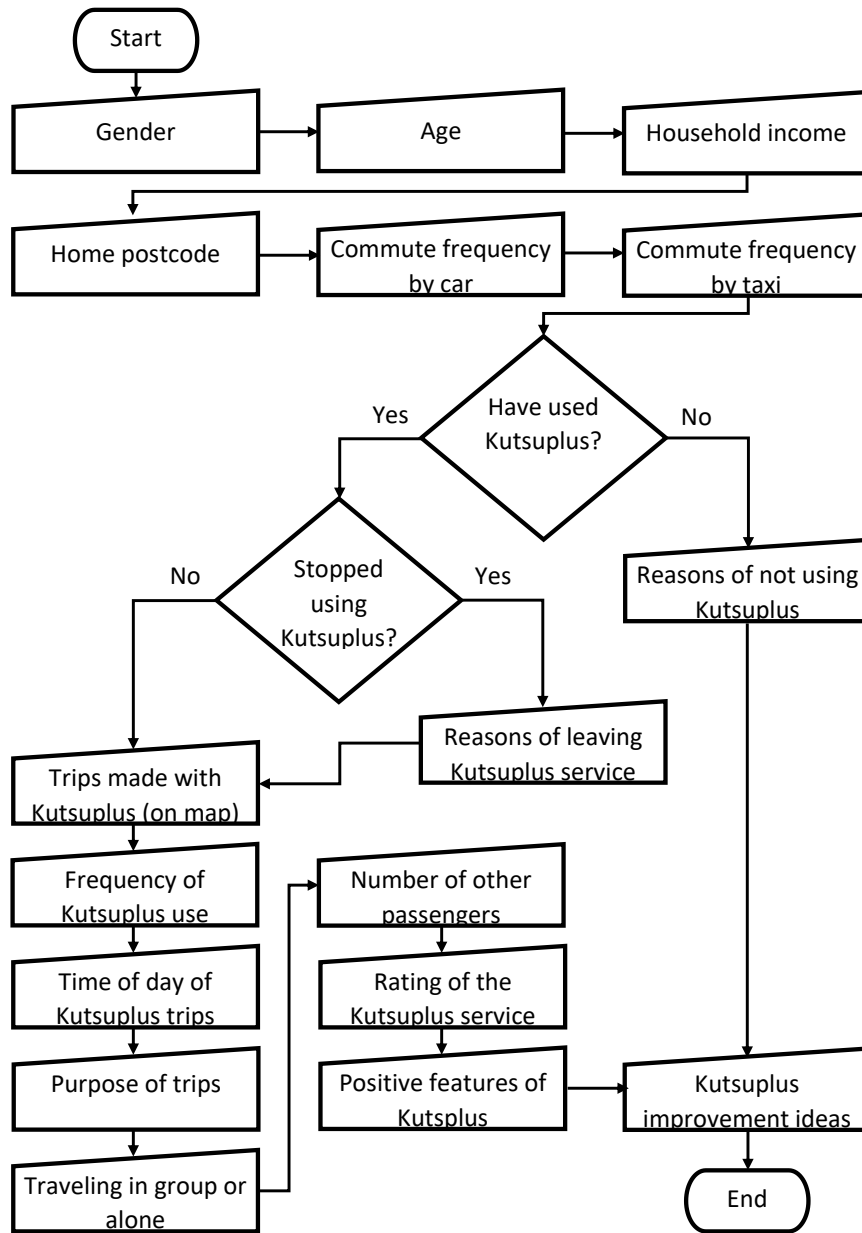 Start
Gender
Age
Household income
Home postcode
Commute frequency
by car
Commute frequency
by taxi
Have used
Kutsuplus?
Yes
No
Stopped
using
Kutsuplus?
No
Yes
Reasons of not using
Kutsuplus
Reasons of leaving
Kutsuplus service
Trips made with
Kutsuplus (on map)
Frequency of
Kutsuplus use
Time of day of
Kutsuplus trips
Purpose of trips
Traveling in group or
alone
Number of other
passengers
Rating of the
Kutsuplus service
Positive features of
Kutsplus
Kutsuplus
improvement ideas
End